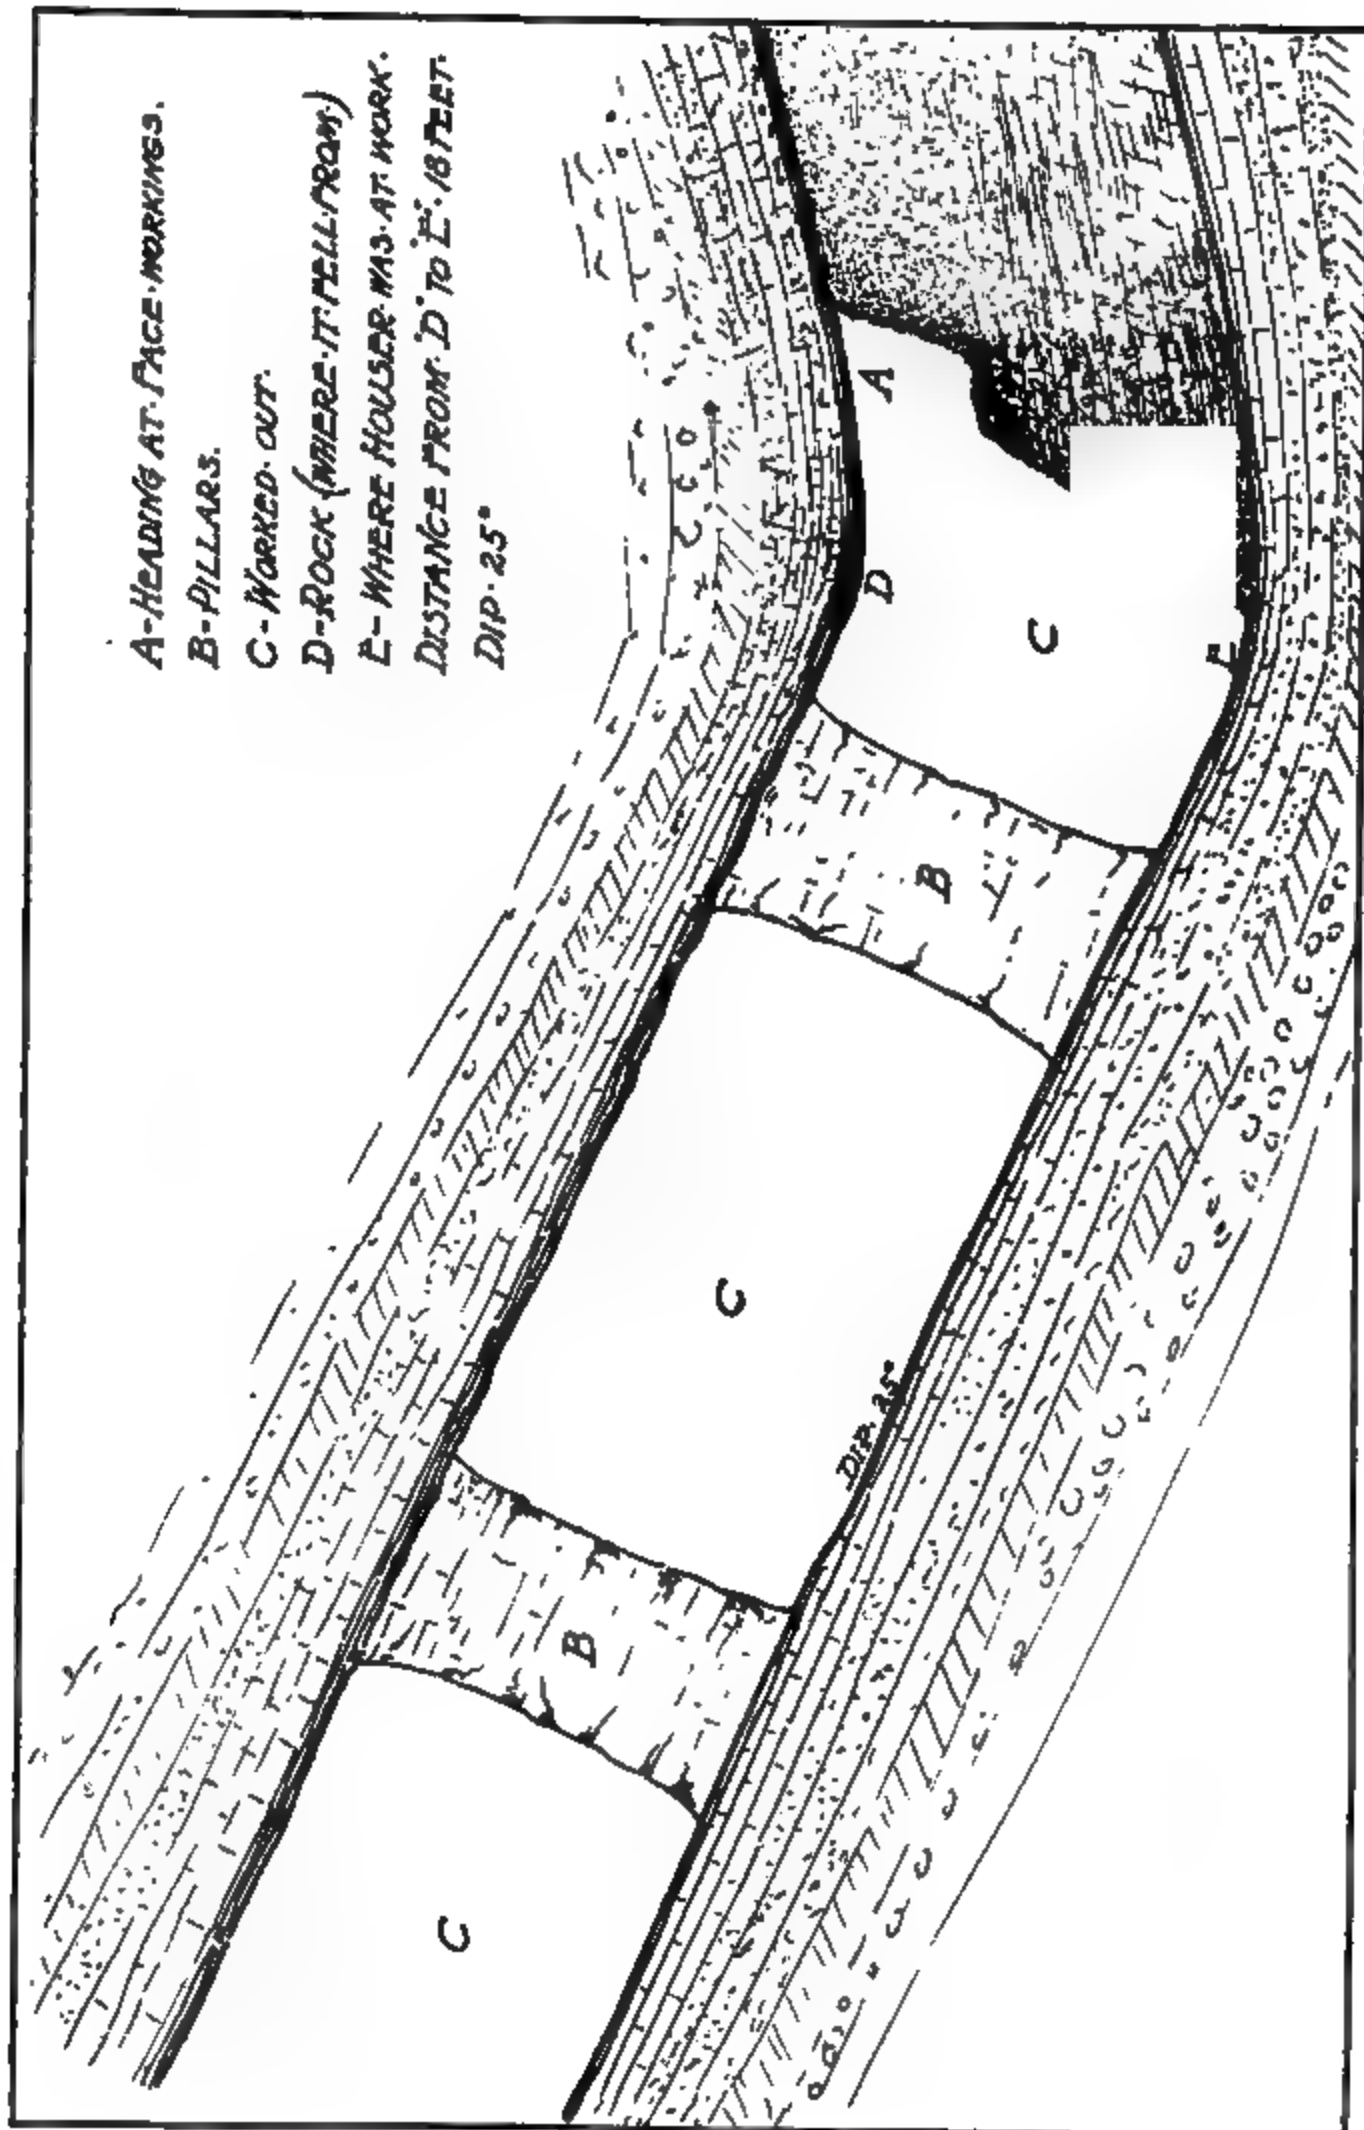 A-HEADING AT FACE WORKINGS.
B-PILLARS.
C-WORKED OUT.
D-ROCK (WHERE IT FELL FROM)
E-WHERE HOUSER WAS AT WORK.
DISTANCE FROM "D" TO "E" 18 FEET.
DIP. 25°
A
D
C
E
B
C
DIP. 25°
B
C